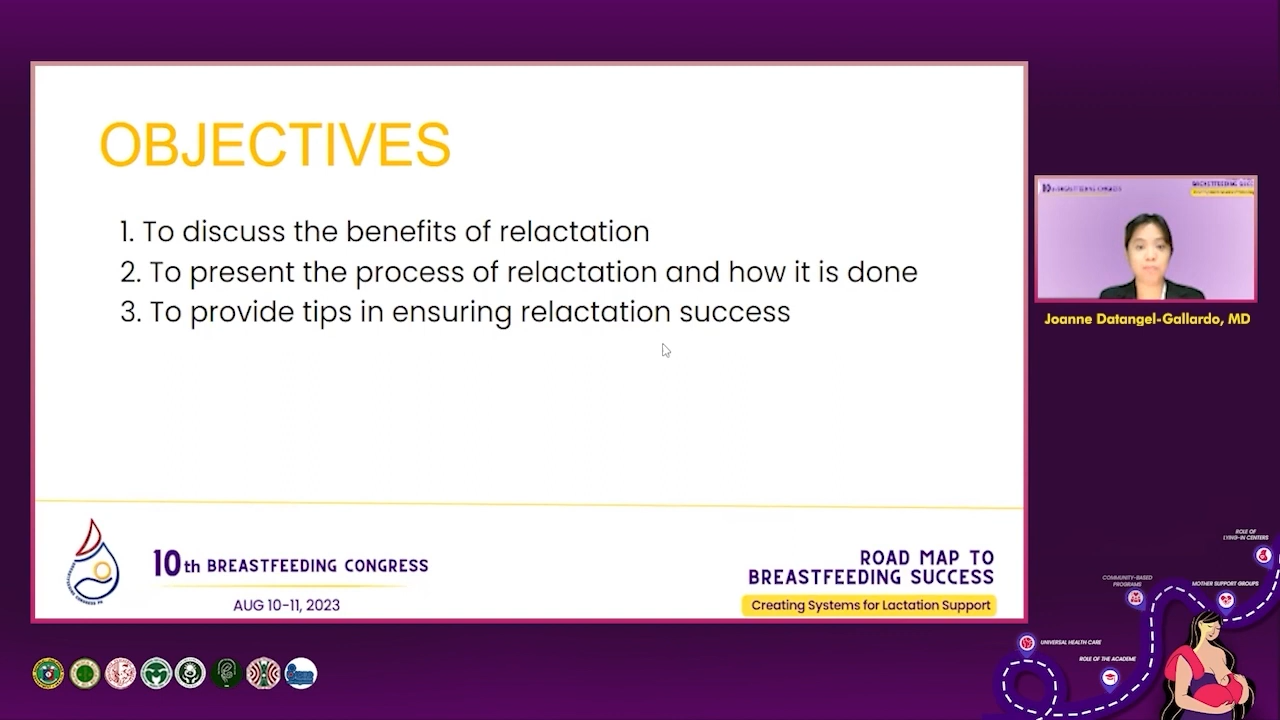 OBJECTIVES
1. To discuss the benefits of relactation
2. To present the process of relactation and how it is done
3. To provide tips in ensuring relactation success
10th BREASTFEEDING CONGRESS
AUG 10-11, 2023
ROAD MAP TO
BREASTFEEDING SUCCESS
Creating Systems for Lactation Support
Joanne Datangel-Gallardo, MD
ROLE OF
LYING-IN CENTERS
COMMUNITY-BASED
PROGRAMS
MOTHER SUPPORT GROUPS
UNIVERSAL HEALTH CARE
ROLE OF THE ACADEME